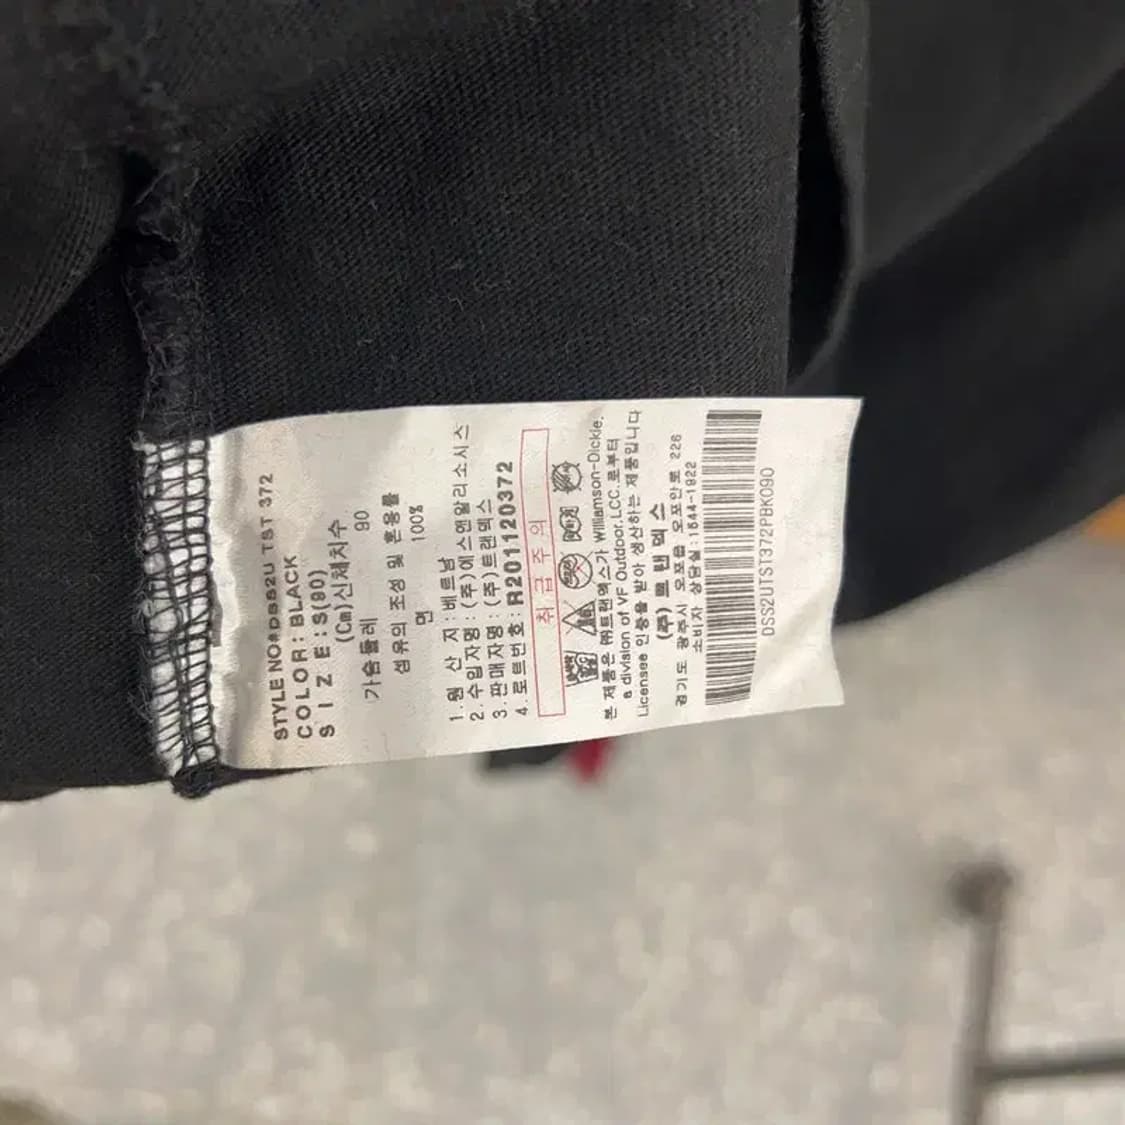 STYLE NO#DSS2U TST 372
COLOR: BLACK
S I Z E : S(90)
(Cm)신체치수
가슴둘레 90
섬유의 조성 및 혼용률
면 100%
1. 원 산 지 : 베트남
2. 수입자명 : (주)에스앤알리소시스
3. 판매자명 : (주)트랜덱스
4. 로트번호 : R201120372
취 급 주 의
본 제품은 ㈜트랜덱스가 Williamson-Dickie.
a division of VF Outdoor, LCC.로부터
Licensee 인증을 받아 생산하는 제품입니다
(주) 트 랜 덱 스
경기도 광주시 오포읍 오포안로 226
소비자 상담실 : 1544-1922
DSS2UTST372PBK090